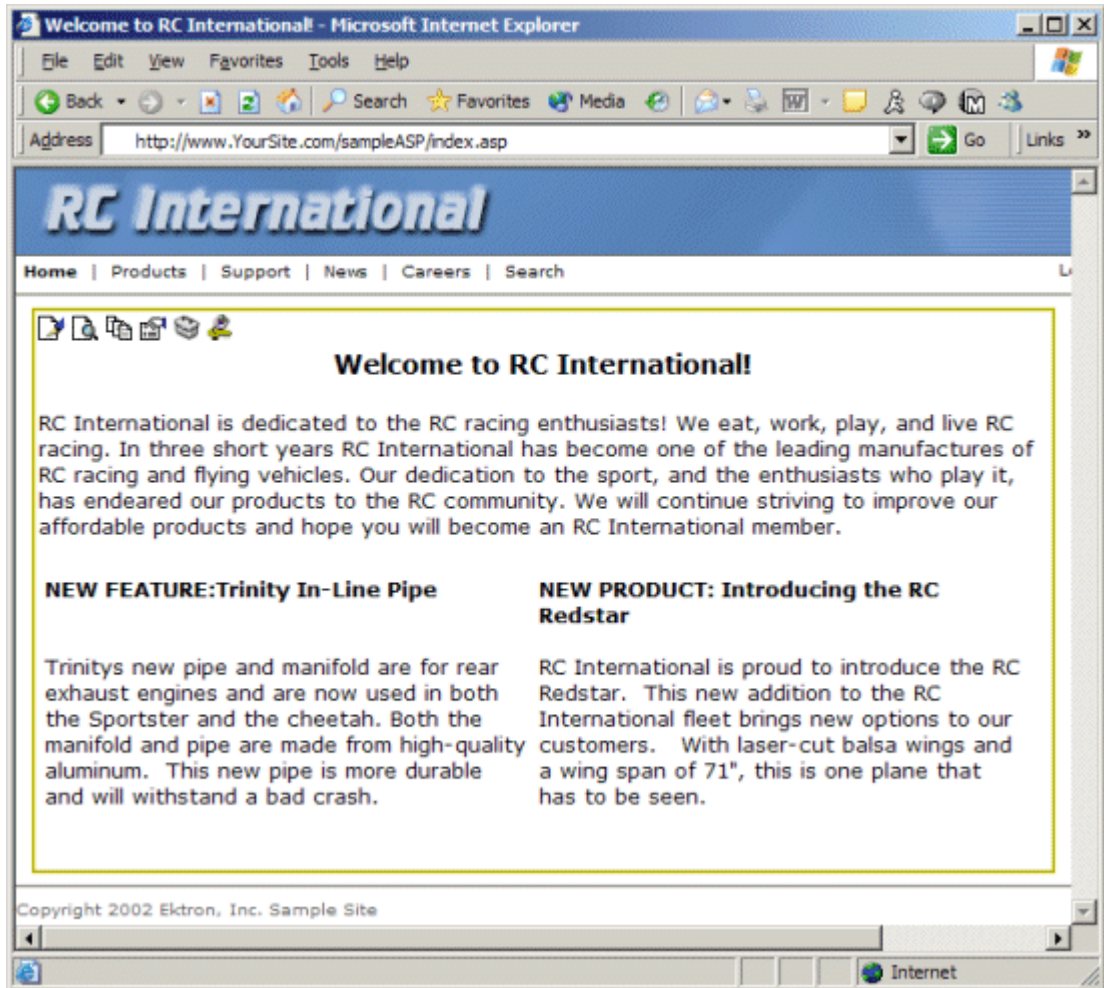 Welcome to RC International! - Microsoft Internet Explorer
File Edit View Favorites Tools Help
Back Search Favorites Media
Address http://www.YourSite.com/sampleASP/index.asp Go Links »
RC International
Home | Products | Support | News | Careers | Search
Welcome to RC International!
RC International is dedicated to the RC racing enthusiasts! We eat, work, play, and live RC
racing. In three short years RC International has become one of the leading manufactures of
RC racing and flying vehicles. Our dedication to the sport, and the enthusiasts who play it,
has endeared our products to the RC community. We will continue striving to improve our
affordable products and hope you will become an RC International member.
NEW FEATURE:Trinity In-Line Pipe
Trinitys new pipe and manifold are for rear
exhaust engines and are now used in both
the Sportster and the cheetah. Both the
manifold and pipe are made from high-quality
aluminum.  This new pipe is more durable
and will withstand a bad crash.
NEW PRODUCT: Introducing the RC
Redstar
RC International is proud to introduce the RC
Redstar.  This new addition to the RC
International fleet brings new options to our
customers.   With laser-cut balsa wings and
a wing span of 71", this is one plane that
has to be seen.
Copyright 2002 Ektron, Inc. Sample Site
Internet